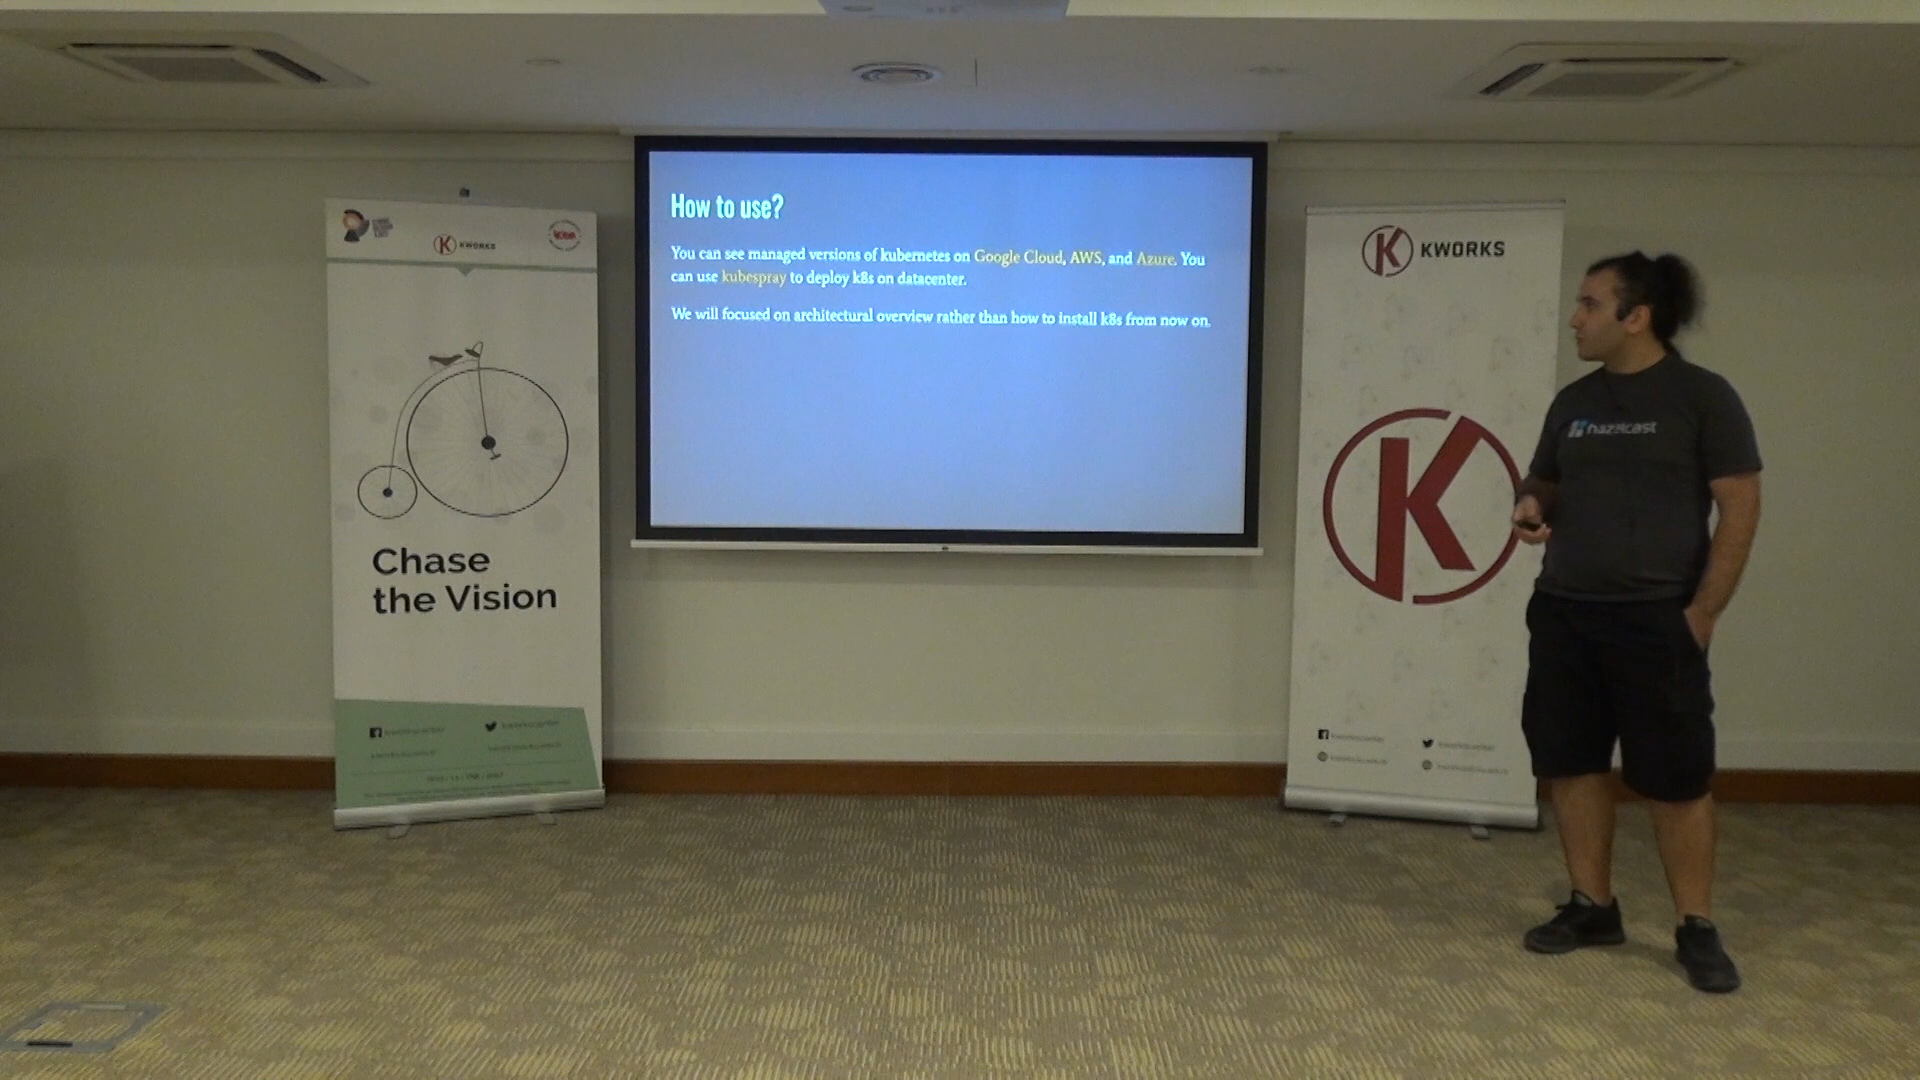 KWORKS
Chase
the Vision
How to use?
You can see managed versions of kubernetes on Google Cloud, AWS, and Azure. You
can use kubespray to deploy k8s on datacenter.
We will focused on architectural overview rather than how to install k8s from now on.
KWORKS
K
hazelcast